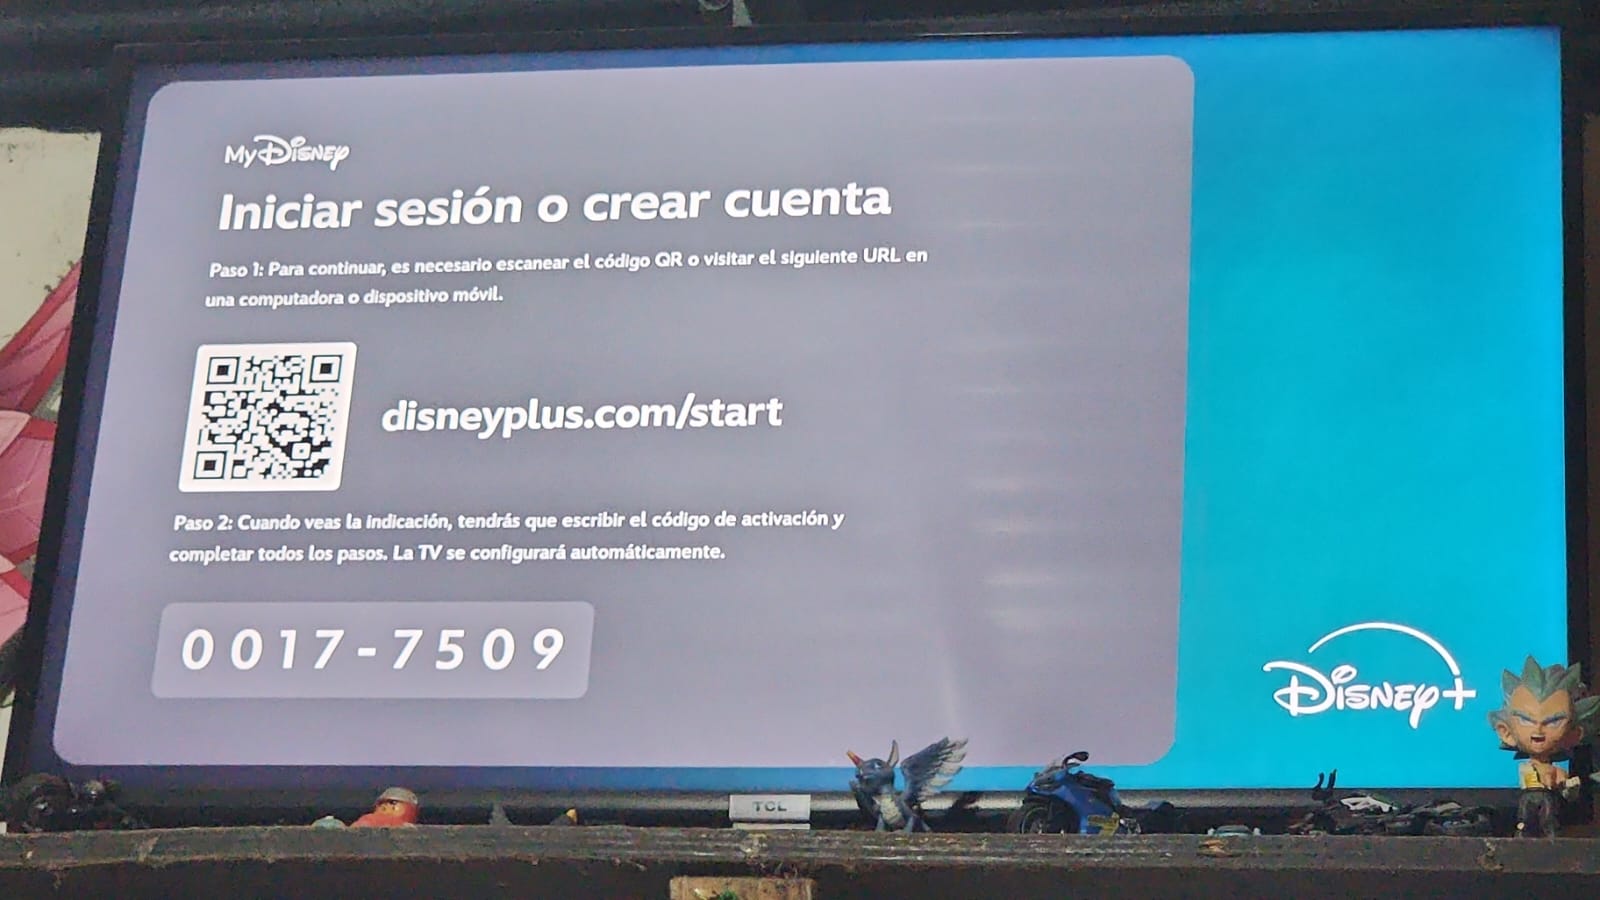 My Disney
Iniciar sesión o crear cuenta
Paso 1: Para continuar, es necesario escanear el código QR o visitar el siguiente URL en
una computadora o dispositivo móvil.
disneyplus.com/start
Paso 2: Cuando veas la indicación, tendrás que escribir el código de activación y
completar todos los pasos. La TV se configurará automáticamente.
0017-7509
Disney+
TCL